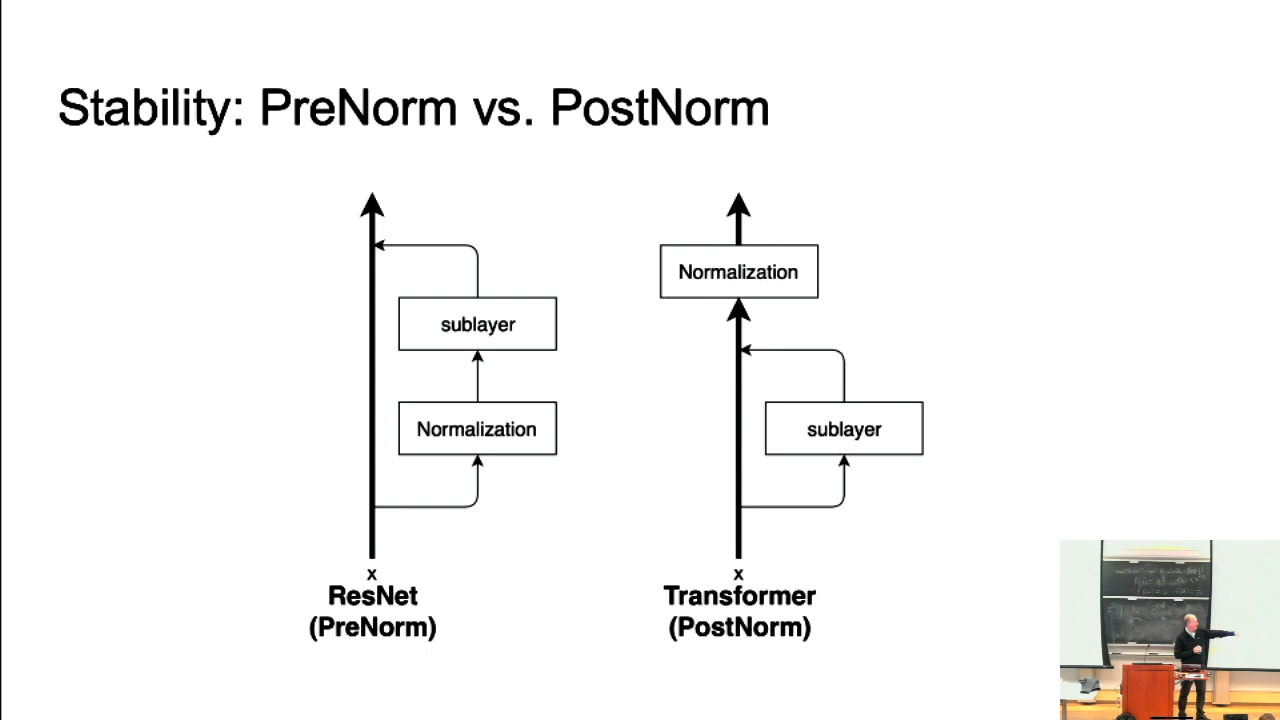 Stability: PreNorm vs. PostNorm
sublayer
Normalization
x
ResNet
(PreNorm)
Normalization
sublayer
x
Transformer
(PostNorm)